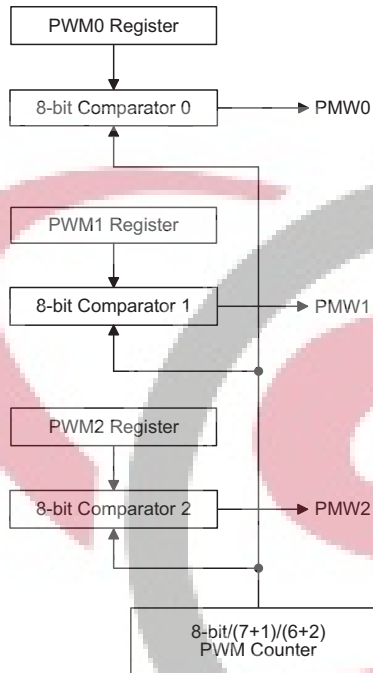 PWM0 Register
8-bit Comparator 0
PMW0
PWM1 Register
8-bit Comparator 1
PMW1
PWM2 Register
8-bit Comparator 2
PMW2
8-bit/(7+1)/(6+2)
PWM Counter